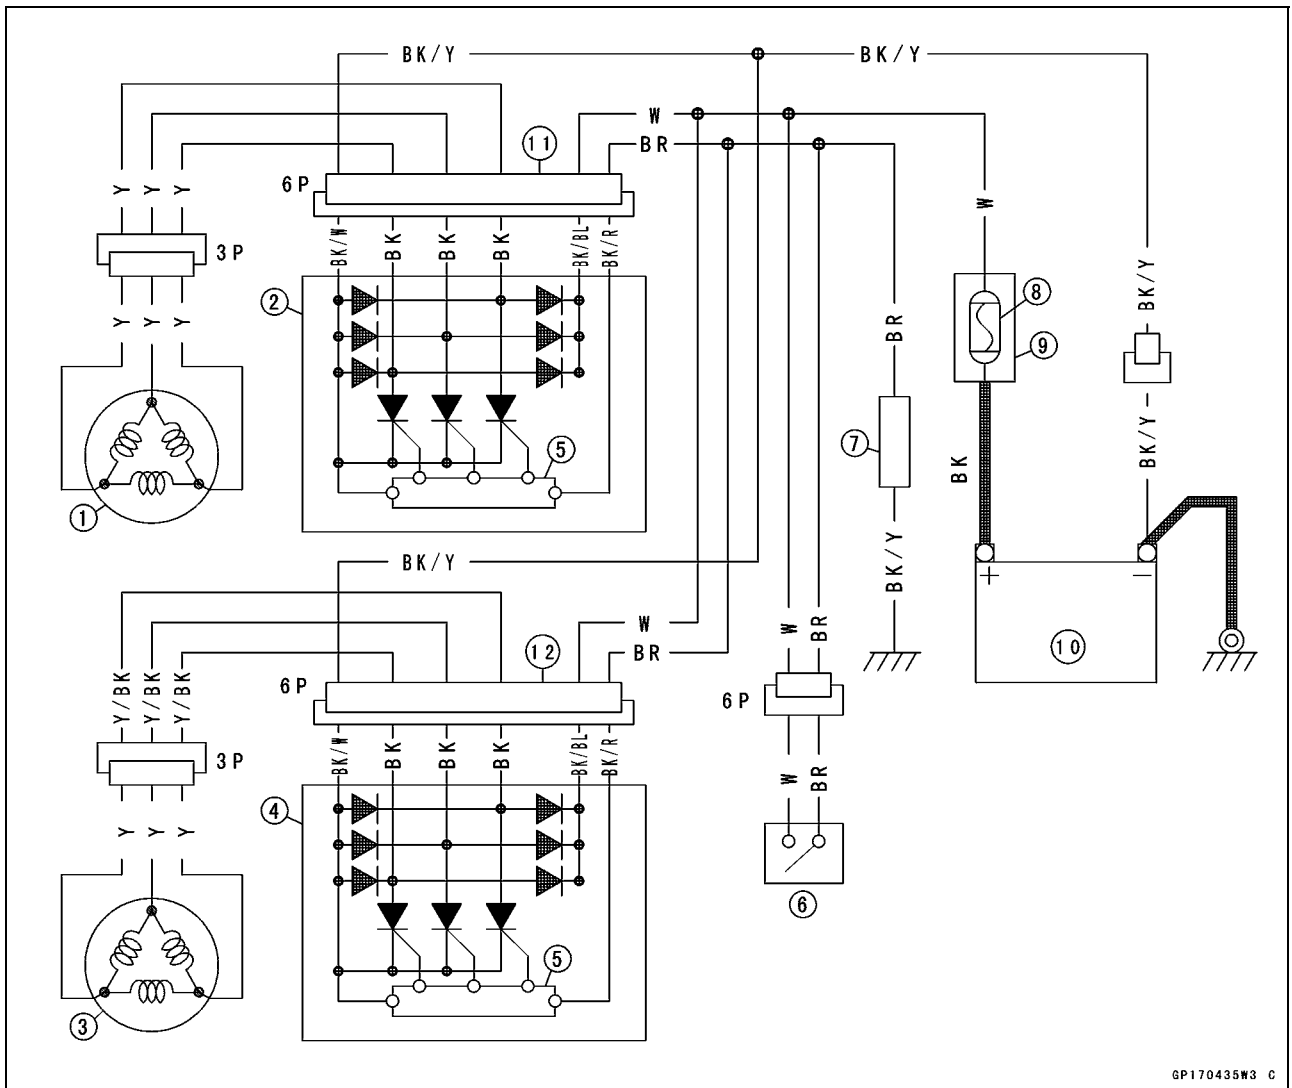 BK/Y
BK/Y
W
BR
11
6P
Y
Y
Y
3P
BK/W
BK
BK
BK
BK/BL
BK/R
W
BK/Y
2
8
9
Y
Y
Y
BR
7
5
1
BK
BK/Y
BK/Y
+
−
10
BK/Y
W
BR
12
6P
Y/BK
Y/BK
Y/BK
3P
BK/W
BK
BK
BK
BK/BL
BK/R
W
BR
6P
W
BR
4
Y
Y
Y
6
5
3
GP170435W3 C